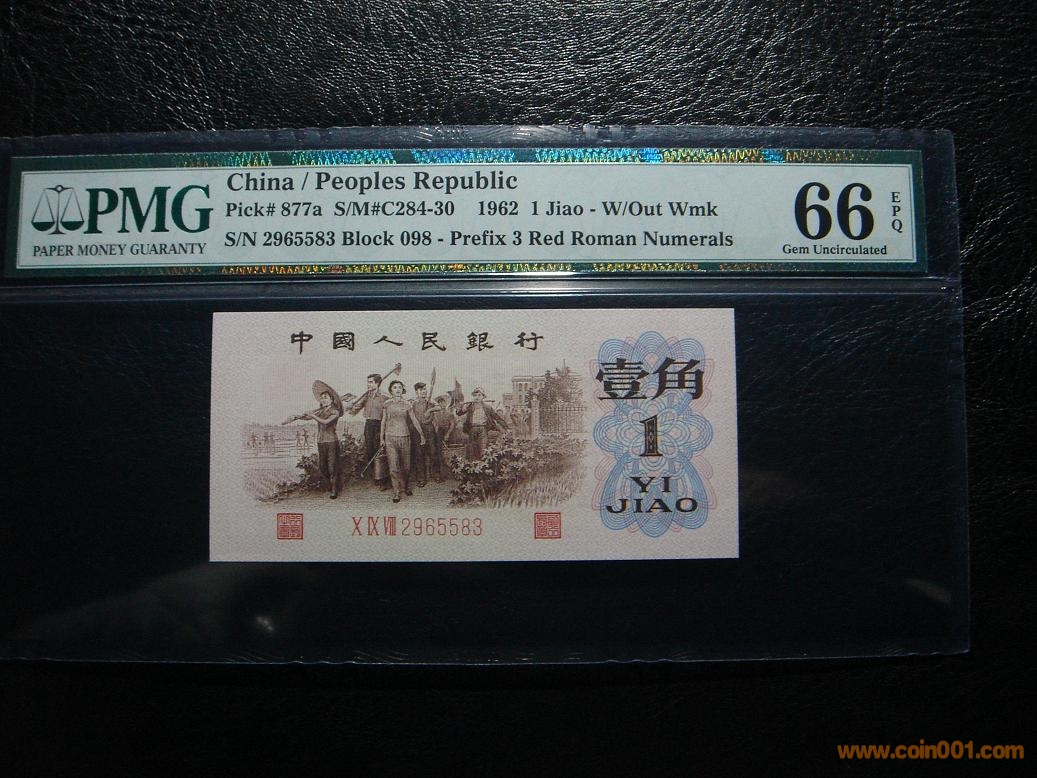 PMG
PAPER MONEY GUARANTY
China / Peoples Republic
Pick# 877a S/M#C284-30 1962 1 Jiao - W/Out Wmk
S/N 2965583 Block 098 - Prefix 3 Red Roman Numerals
66
EPQ
Gem Uncirculated
中國人民銀行
壹角
1
YI
JIAO
X IX VIII 2965583
www.coin001.com